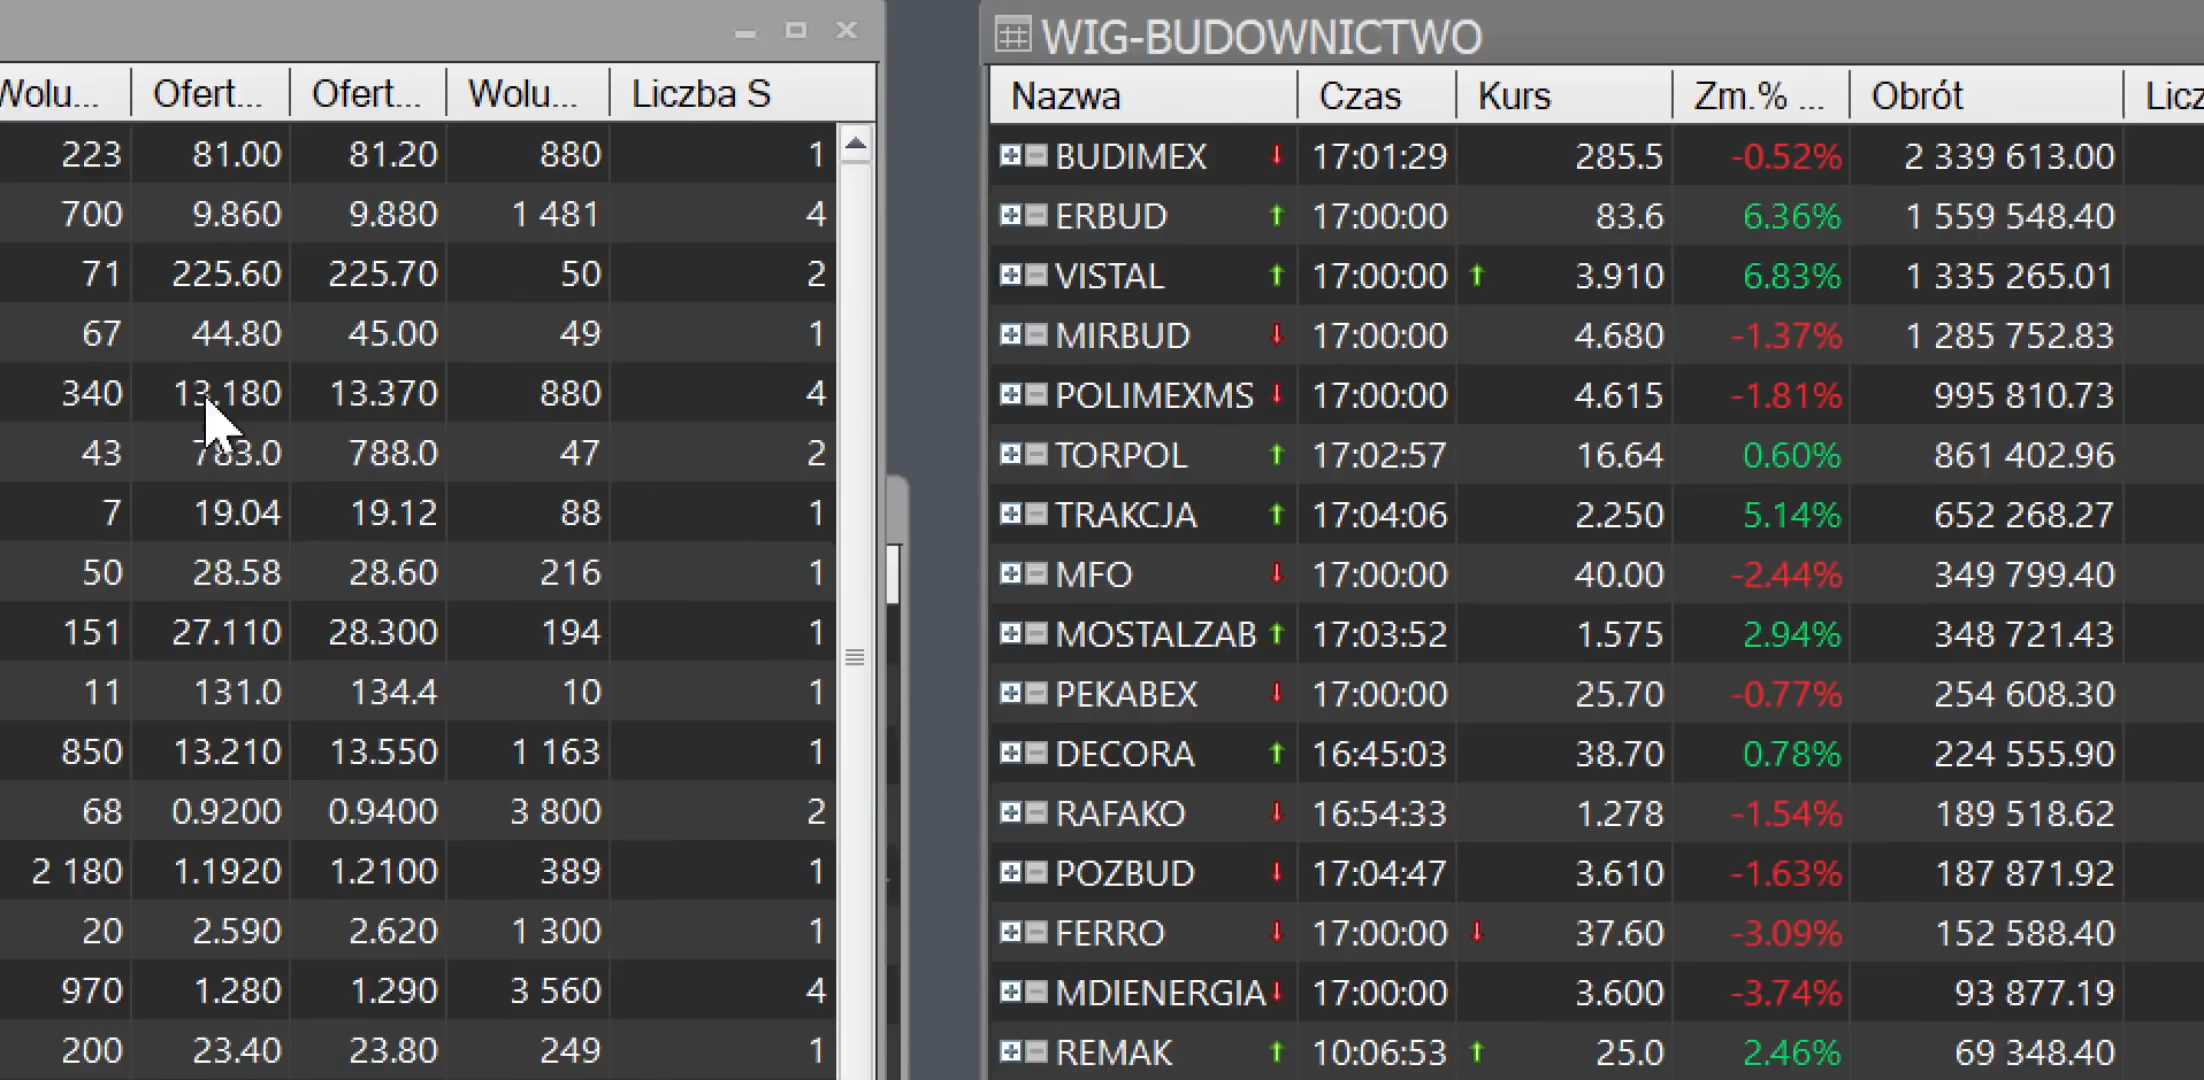 Wolu... Ofert... Ofert... Wolu... Liczba S
223 81.00 81.20 880 1
700 9.860 9.880 1 481 4
71 225.60 225.70 50 2
67 44.80 45.00 49 1
340 13.180 13.370 880 4
43 783.0 788.0 47 2
7 19.04 19.12 88 1
50 28.58 28.60 216 1
151 27.110 28.300 194 1
11 131.0 134.4 10 1
850 13.210 13.550 1 163 1
68 0.9200 0.9400 3 800 2
2 180 1.1920 1.2100 389 1
20 2.590 2.620 1 300 1
970 1.280 1.290 3 560 4
200 23.40 23.80 249 1
WIG-BUDOWNICTWO
Nazwa Czas Kurs Zm.% ... Obrót Licz
BUDIMEX 17:01:29 285.5 -0.52% 2 339 613.00
ERBUD 17:00:00 83.6 6.36% 1 559 548.40
VISTAL 17:00:00 3.910 6.83% 1 335 265.01
MIRBUD 17:00:00 4.680 -1.37% 1 285 752.83
POLIMEXMS 17:00:00 4.615 -1.81% 995 810.73
TORPOL 17:02:57 16.64 0.60% 861 402.96
TRAKCJA 17:04:06 2.250 5.14% 652 268.27
MFO 17:00:00 40.00 -2.44% 349 799.40
MOSTALZAB 17:03:52 1.575 2.94% 348 721.43
PEKABEX 17:00:00 25.70 -0.77% 254 608.30
DECORA 16:45:03 38.70 0.78% 224 555.90
RAFAKO 16:54:33 1.278 -1.54% 189 518.62
POZBUD 17:04:47 3.610 -1.63% 187 871.92
FERRO 17:00:00 37.60 -3.09% 152 588.40
MDIENERGIA 17:00:00 3.600 -3.74% 93 877.19
REMAK 10:06:53 25.0 2.46% 69 348.40